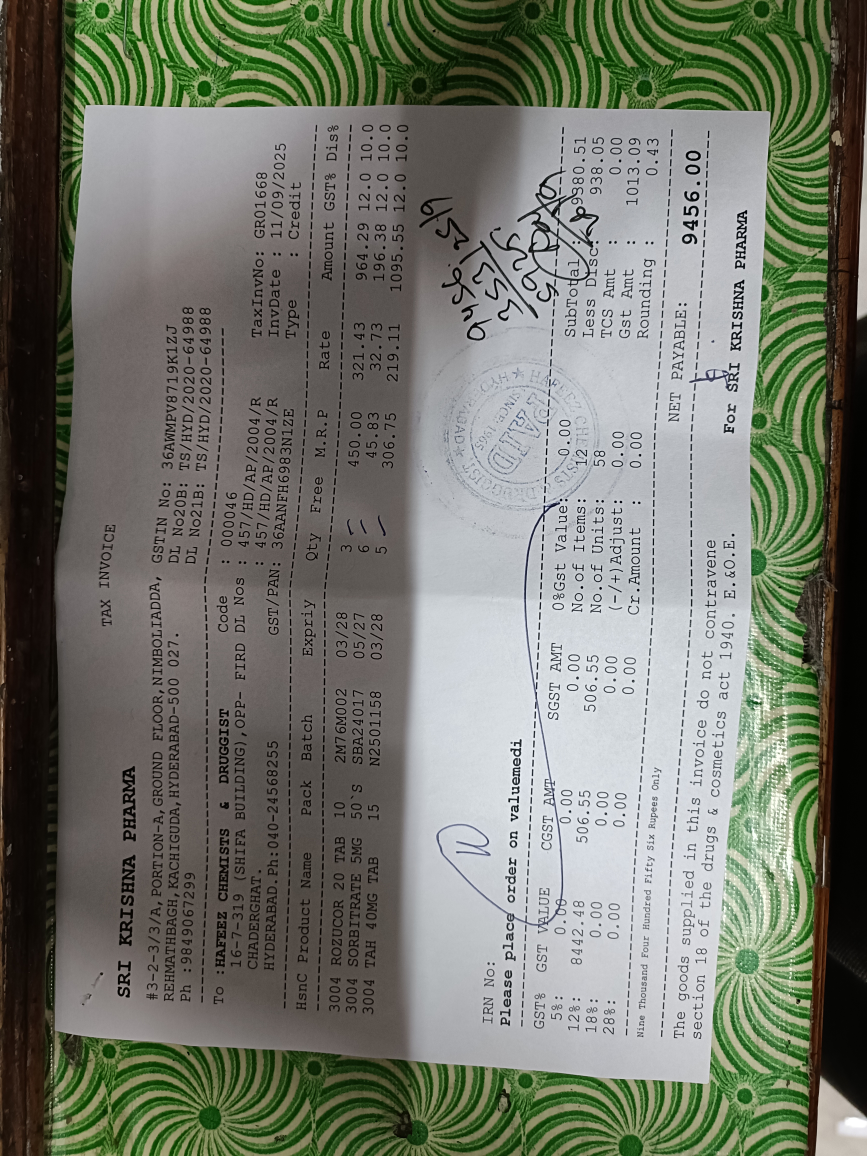 TAX INVOICE
SRI KRISHNA PHARMA
#3-2-3/3/A,PORTION-A,GROUND FLOOR,NIMBOLIADDA, GSTIN No: 36AWMPV8719K1ZJ
REHMATHBAGH,KACHIGUDA,HYDERABAD-500 027. DL No20B: TS/HYD/2020-64988
Ph :9849067299 DL No21B: TS/HYD/2020-64988
To :HAFEEZ CHEMISTS & DRUGGIST Code : 000046 TaxInvNo: GR01668
16-7-319 (SHIFA BUILDING),OPP- FIRD DL Nos : 457/HD/AP/2004/R InvDate : 11/09/2025
CHADERGHAT. : 457/HD/AP/2004/R Type : Credit
HYDERABAD.Ph:040-24568255 GST/PAN: 36AANFH6983N1ZE
HsnC Product Name Pack Batch Expriy Qty Free M.R.P Rate Amount GST% Dis%
3004 ROZUCOR 20 TAB 10 2M76M002 03/28 3 450.00 321.43 964.29 12.0 10.0
3004 SORBITRATE 5MG 50`S SBA24017 05/27 6 45.83 32.73 196.38 12.0 10.0
3004 TAH 40MG TAB 15 N2501158 03/28 5 306.75 219.11 1095.55 12.0 10.0
9456
IRN No:
Please place order on valuemedi
PAID
SINCE 1965
HAFEEZ CHEMISTS & DRUGGIST
HYDERABAD
GST% GST VALUE CGST AMT SGST AMT 0%Gst Value: 0.00 SubTotal : 9380.51
5%: 0.00 0.00 0.00 No.of Items: 12 Less Disc : 938.05
12%: 8442.48 506.55 506.55 No.of Units: 58 TCS Amt : 0.00
18%: 0.00 0.00 0.00 (-/+)Adjust: 0.00 Gst Amt : 1013.09
28%: 0.00 0.00 0.00 Cr.Amount : 0.00 Rounding : 0.43
Nine Thousand Four Hundred Fifty Six Rupees Only NET PAYABLE: 9456.00
The goods supplied in this invoice do not contravene
section 18 of the drugs & cosmetics act 1940. E.&O.E. For SRI KRISHNA PHARMA